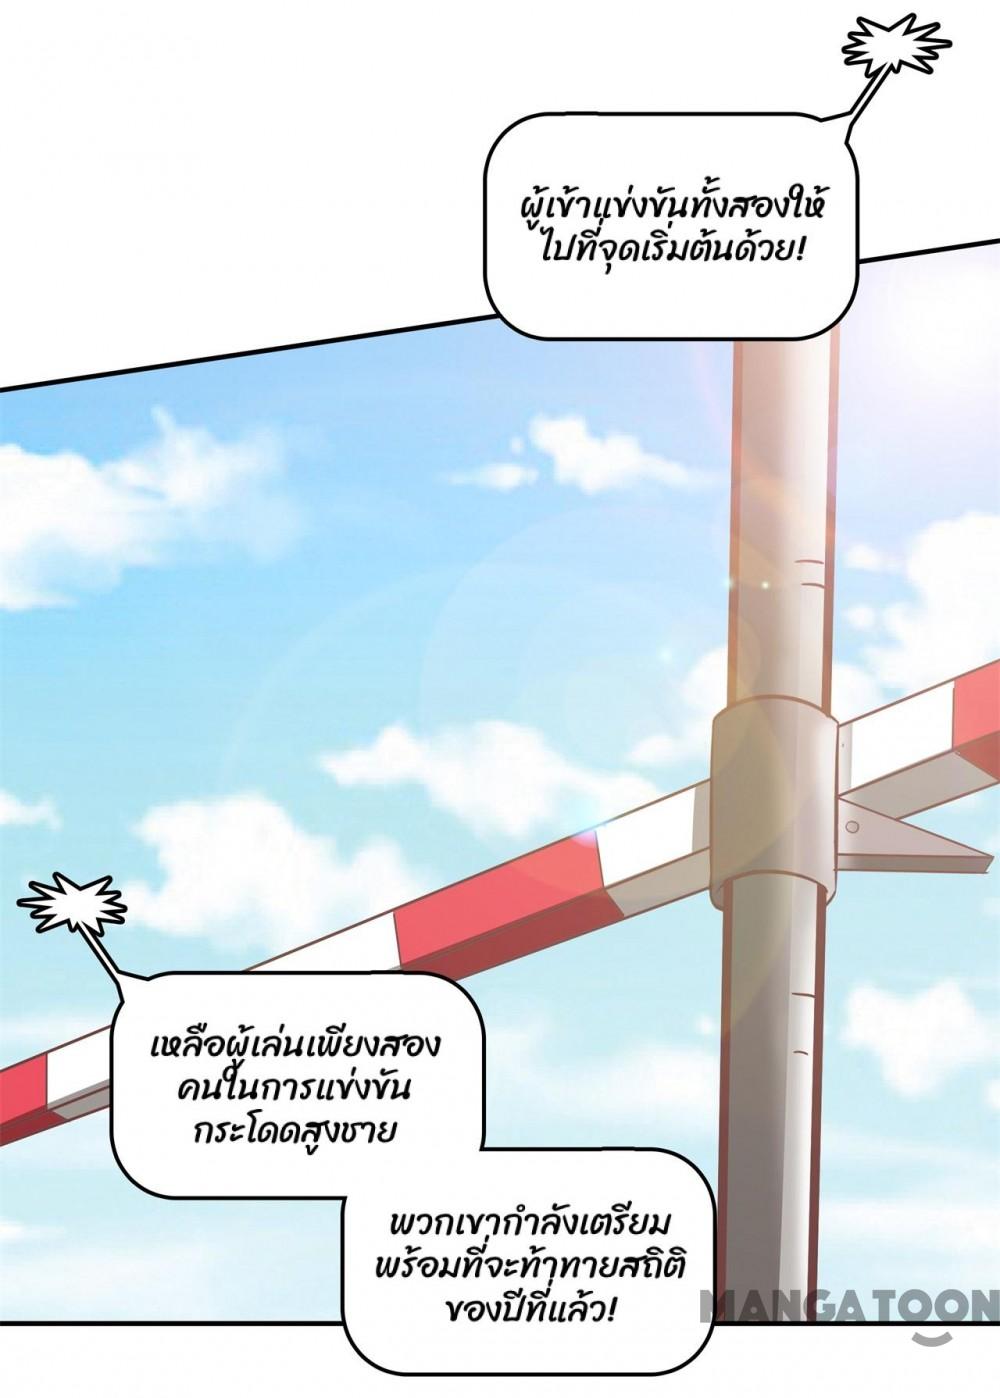 ผู้เข้าแข่งขันทั้งสองให้
ไปที่จุดเริ่มต้นด้วย!
เหลือผู้เล่นเพียงสอง
คนในการแข่งขัน
กระโดดสูงชาย
พวกเขากำลังเตรียม
พร้อมที่จะท้าทายสถิติ
ของปีที่แล้ว!
MANGATOON